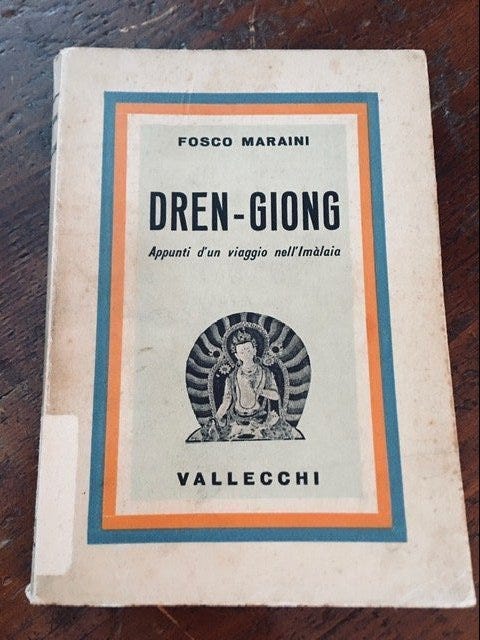 FOSCO MARAINI
DREN-GIONG
Appunti d'un viaggio nell'Imàlaia
VALLECCHI